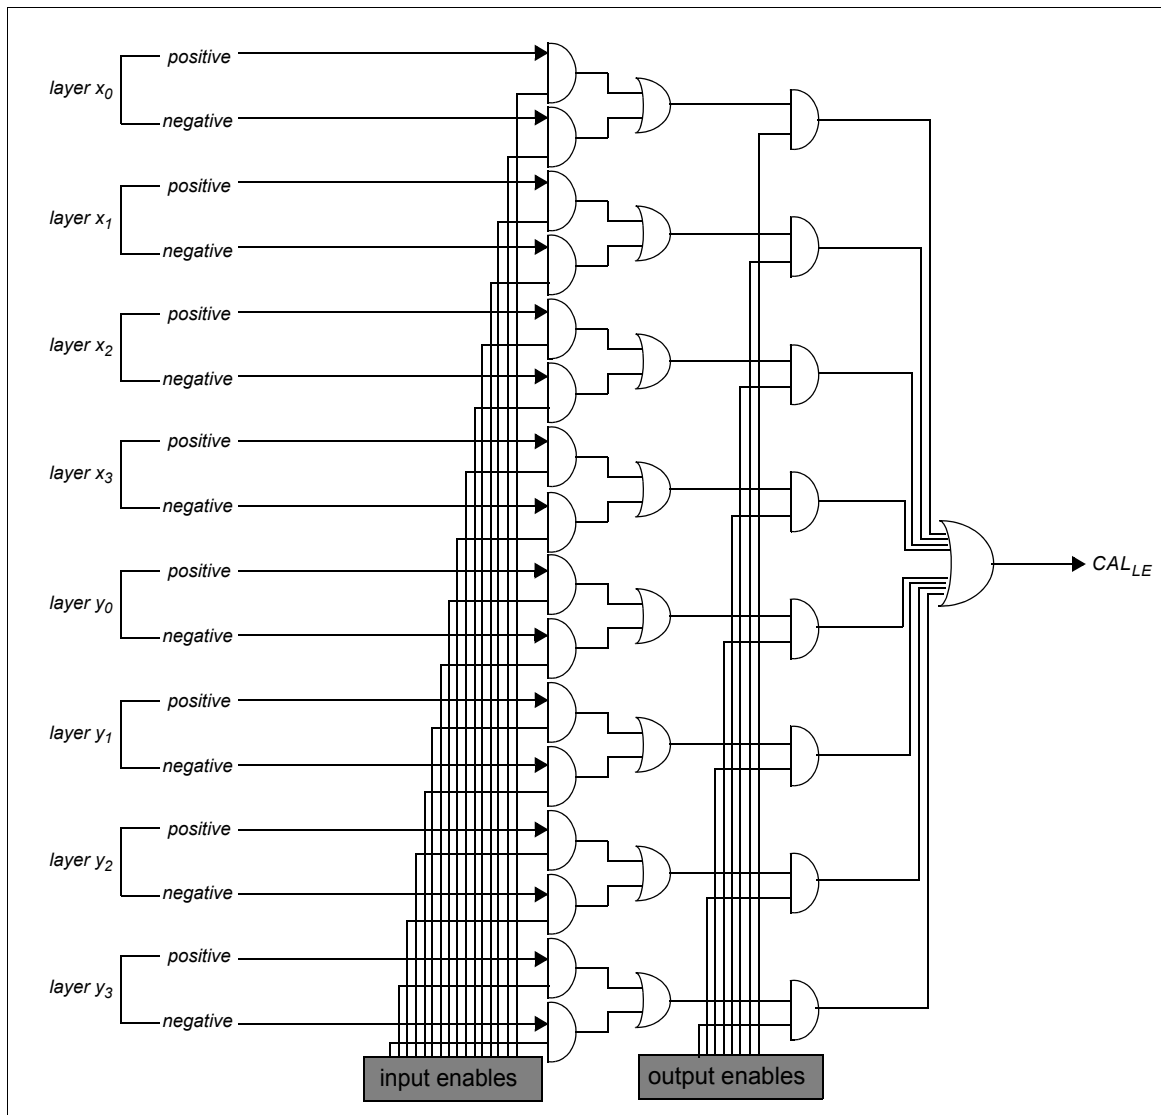 positive
layer x0
negative
positive
layer x1
negative
positive
layer x2
negative
positive
layer x3
negative
positive
layer y0
negative
CALLE
positive
layer y1
negative
positive
layer y2
negative
positive
layer y3
negative
input enables
output enables